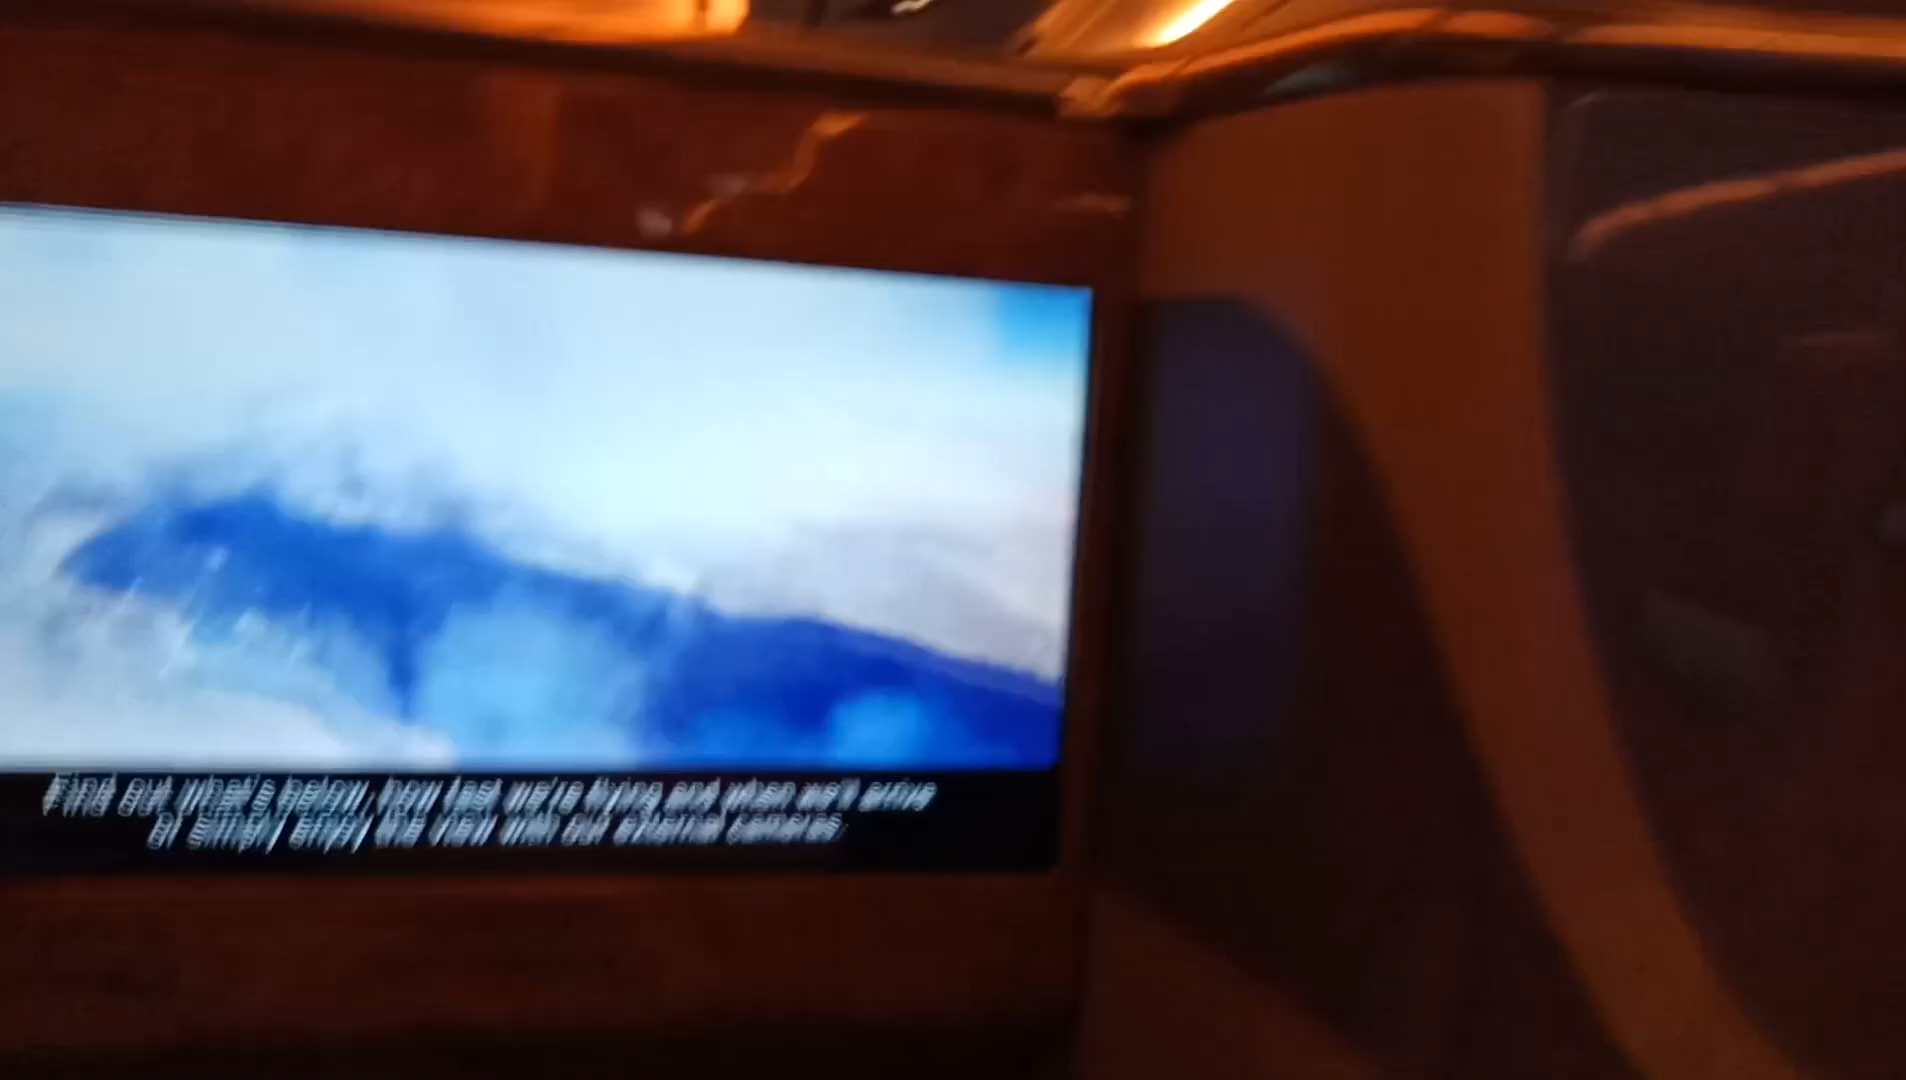 Find out what's below, how fast we're flying and when we'll arrive
or simply enjoy the view with our external cameras.